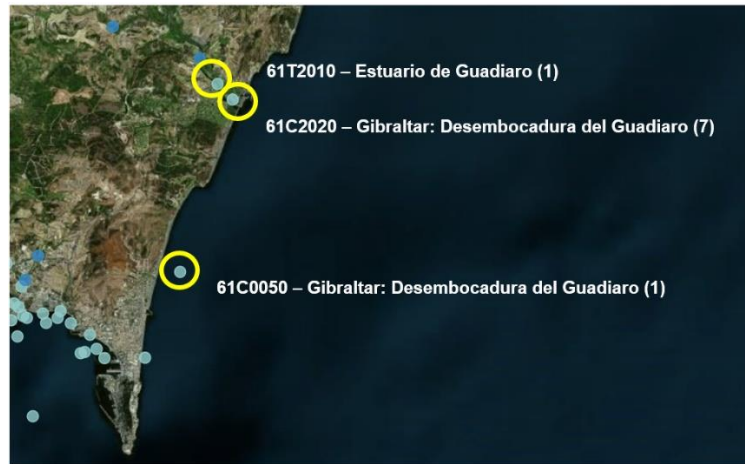 61T2010 – Estuario de Guadiaro (1)
61C2020 – Gibraltar: Desembocadura del Guadiaro (7)
61C0050 – Gibraltar: Desembocadura del Guadiaro (1)